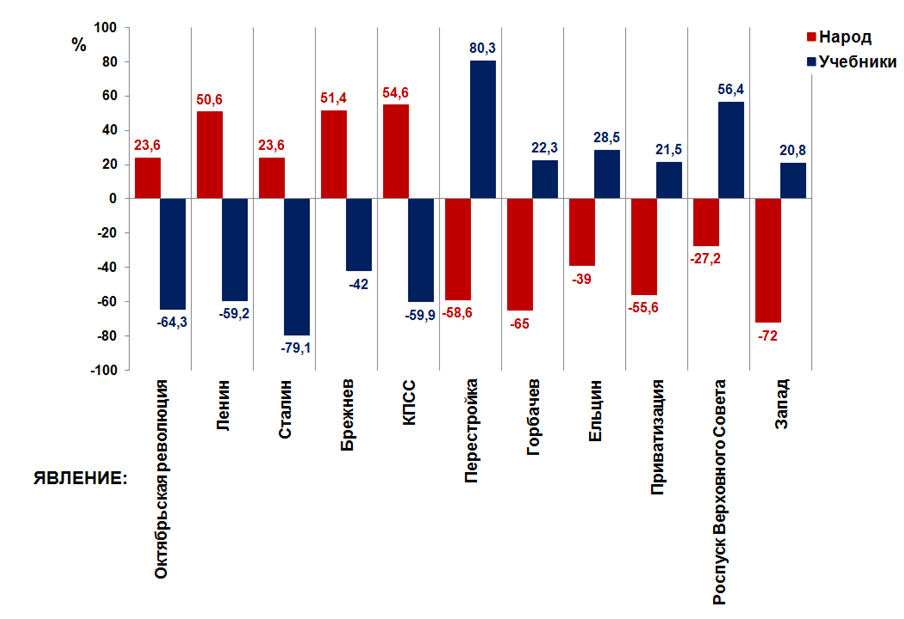 100
%
80
60
40
20
0
-20
-40
-60
-80
-100
Народ
Учебники
23,6
50,6
23,6
51,4
54,6
80,3
22,3
28,5
21,5
56,4
20,8
-64,3
-59,2
-79,1
-42
-59,9
-58,6
-65
-39
-55,6
-27,2
-72
ЯВЛЕНИЕ:
Октябрьская революция
Ленин
Сталин
Брежнев
КПСС
Перестройка
Горбачев
Ельцин
Приватизация
Роспуск Верховного Совета
Запад